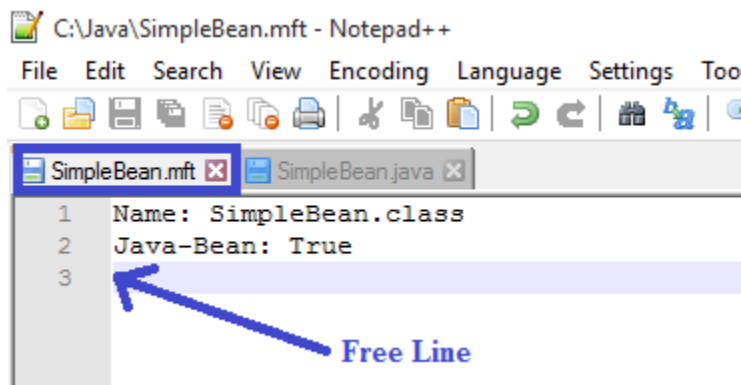 C:\Java\SimpleBean.mft - Notepad++
File Edit Search View Encoding Language Settings Too
SimpleBean.mft SimpleBean.java
1 Name: SimpleBean.class
2 Java-Bean: True
3
Free Line